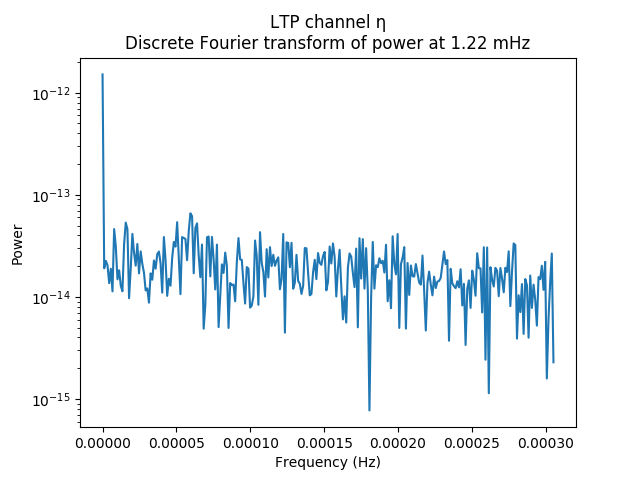 LTP channel η
Discrete Fourier transform of power at 1.22 mHz
Power
10⁻¹²
10⁻¹³
10⁻¹⁴
10⁻¹⁵
0.00000 0.00005 0.00010 0.00015 0.00020 0.00025 0.00030
Frequency (Hz)